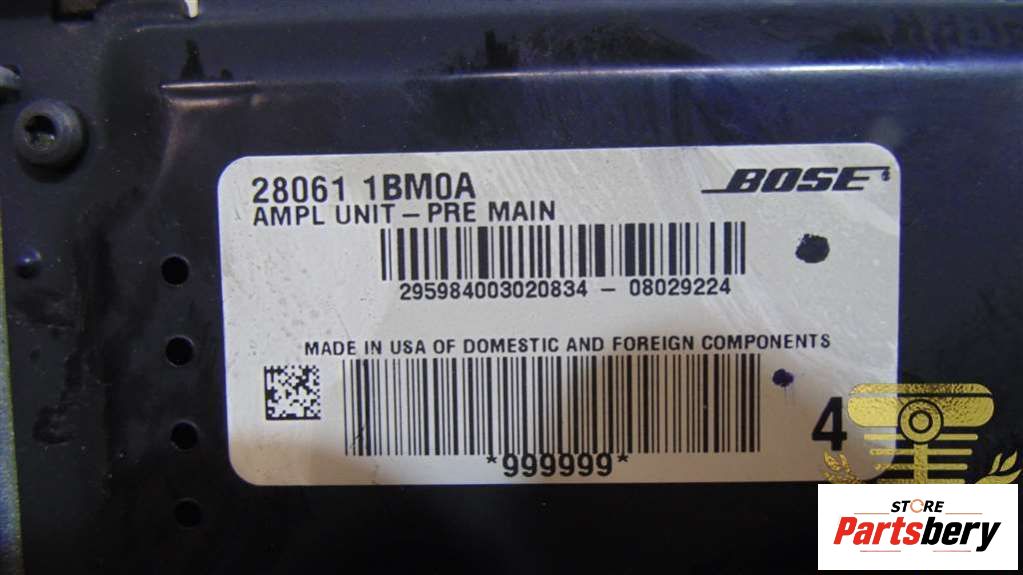 28061 1BM0A
BOSE
AMPL UNIT – PRE MAIN
295984003020834 – 08029224
MADE IN USA OF DOMESTIC AND FOREIGN COMPONENTS
4
*999999*
STORE
Partsbery